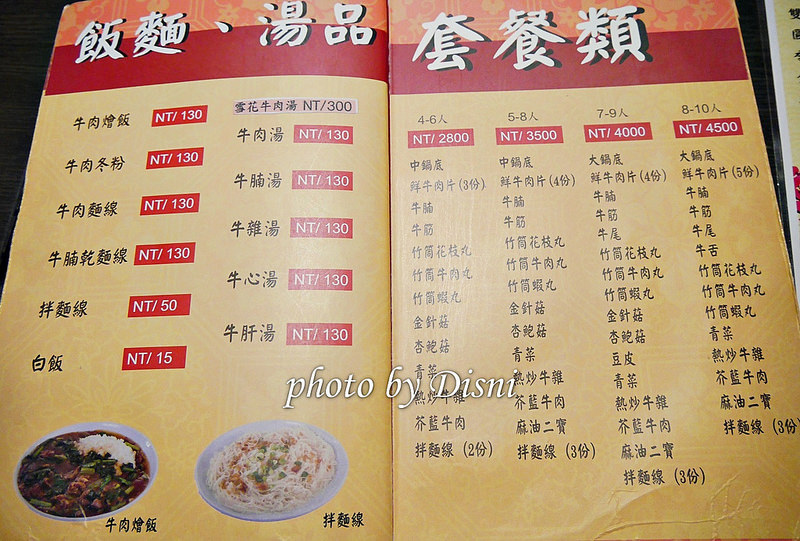 飯麵、湯品
牛肉燴飯 NT/ 130
牛肉冬粉 NT/ 130
牛肉麵線 NT/ 130
牛腩乾麵線 NT/ 130
拌麵線 NT/ 50
白飯 NT/ 15
雪花牛肉湯 NT/300
牛肉湯 NT/ 130
牛腩湯 NT/ 130
牛雜湯 NT/ 130
牛心湯 NT/ 130
牛肝湯 NT/ 130
牛肉燴飯
拌麵線
套餐類
4-6人
NT/ 2800
中鍋底
鮮牛肉片(3份)
牛腩
牛筋
竹筒花枝丸
竹筒牛肉丸
竹筒蝦丸
金針菇
杏鮑菇
青菜
熱炒牛雜
芥藍牛肉
拌麵線 (2份)
5-8人
NT/ 3500
中鍋底
鮮牛肉片(4份)
牛腩
牛筋
竹筒花枝丸
竹筒牛肉丸
竹筒蝦丸
金針菇
杏鮑菇
青菜
熱炒牛雜
芥藍牛肉
麻油二寶
拌麵線 (3份)
7-9人
NT/ 4000
大鍋底
鮮牛肉片(4份)
牛腩
牛筋
牛尾
竹筒花枝丸
竹筒牛肉丸
竹筒蝦丸
金針菇
杏鮑菇
豆皮
青菜
熱炒牛雜
芥藍牛肉
麻油二寶
拌麵線 (3份)
8-10人
NT/ 4500
大鍋底
鮮牛肉片(5份)
牛腩
牛筋
牛尾
牛舌
竹筒花枝丸
竹筒牛肉丸
竹筒蝦丸
青菜
熱炒牛雜
芥藍牛肉
麻油二寶
拌麵線 (3份)
photo by Disni